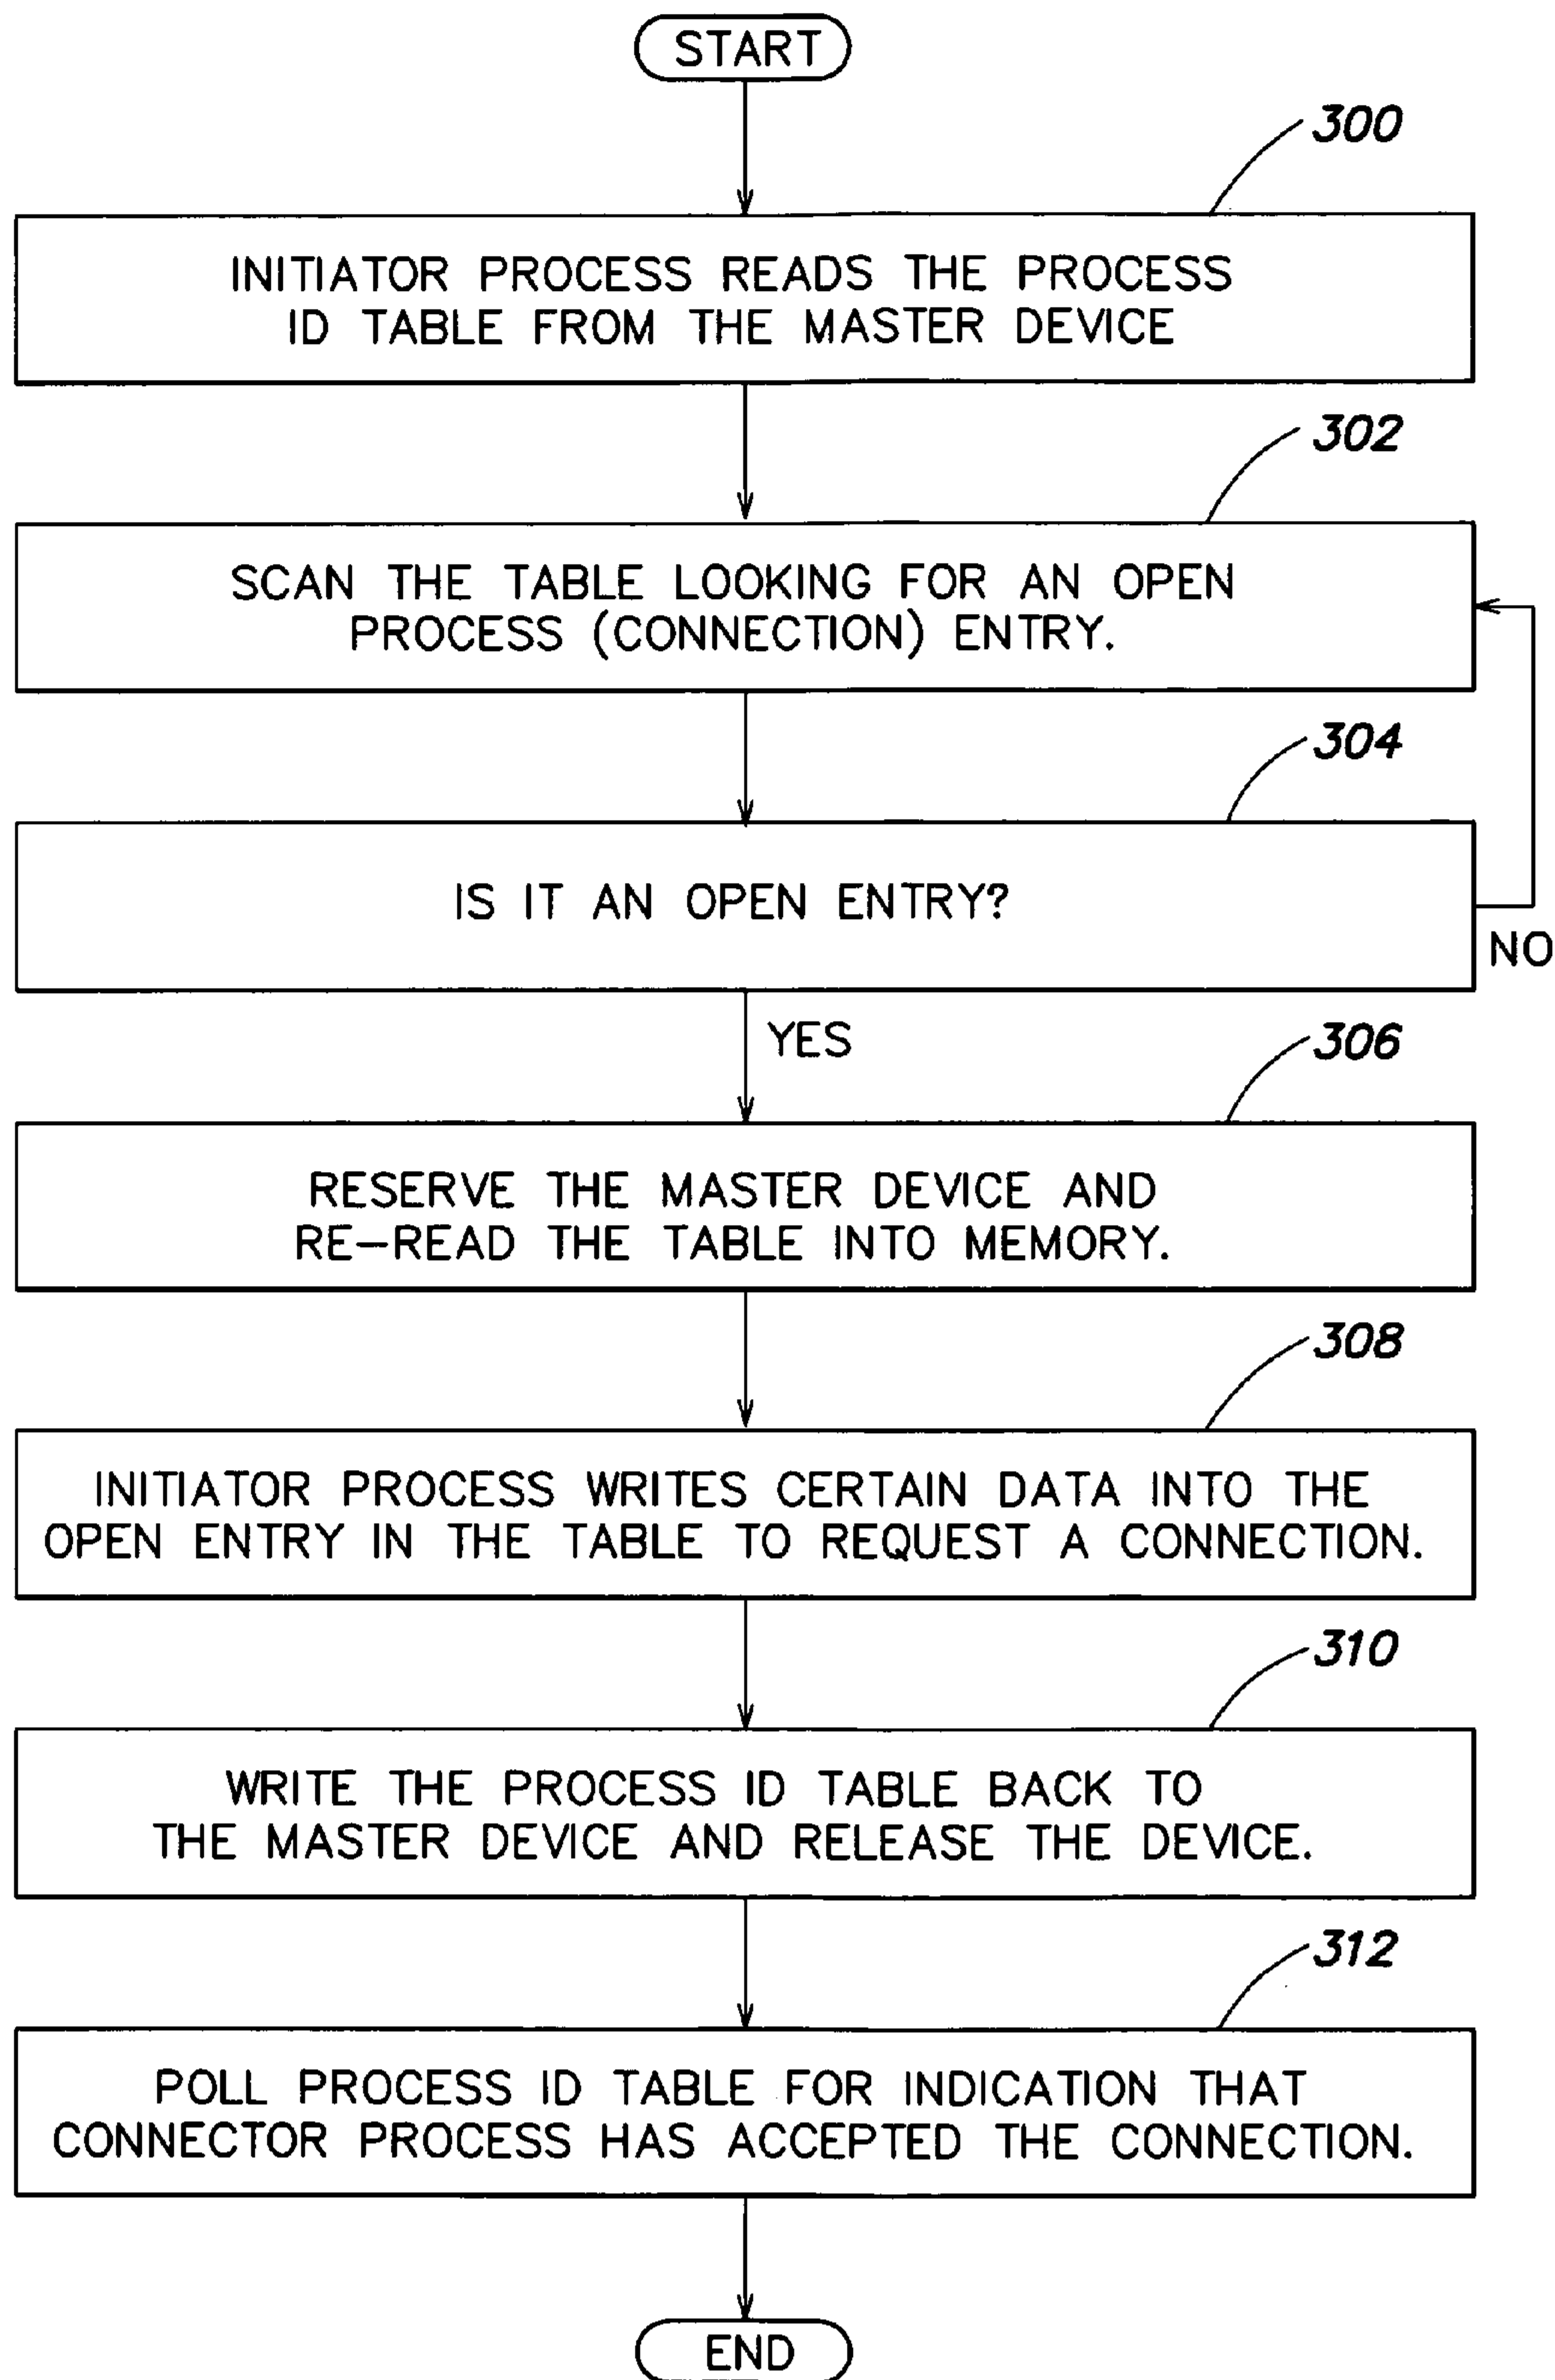 START
300
INITIATOR PROCESS READS THE PROCESS
ID TABLE FROM THE MASTER DEVICE
302
SCAN THE TABLE LOOKING FOR AN OPEN
PROCESS (CONNECTION) ENTRY.
304
IS IT AN OPEN ENTRY?
NO
YES
306
RESERVE THE MASTER DEVICE AND
RE-READ THE TABLE INTO MEMORY.
308
INITIATOR PROCESS WRITES CERTAIN DATA INTO THE
OPEN ENTRY IN THE TABLE TO REQUEST A CONNECTION.
310
WRITE THE PROCESS ID TABLE BACK TO
THE MASTER DEVICE AND RELEASE THE DEVICE.
312
POLL PROCESS ID TABLE FOR INDICATION THAT
CONNECTOR PROCESS HAS ACCEPTED THE CONNECTION.
END